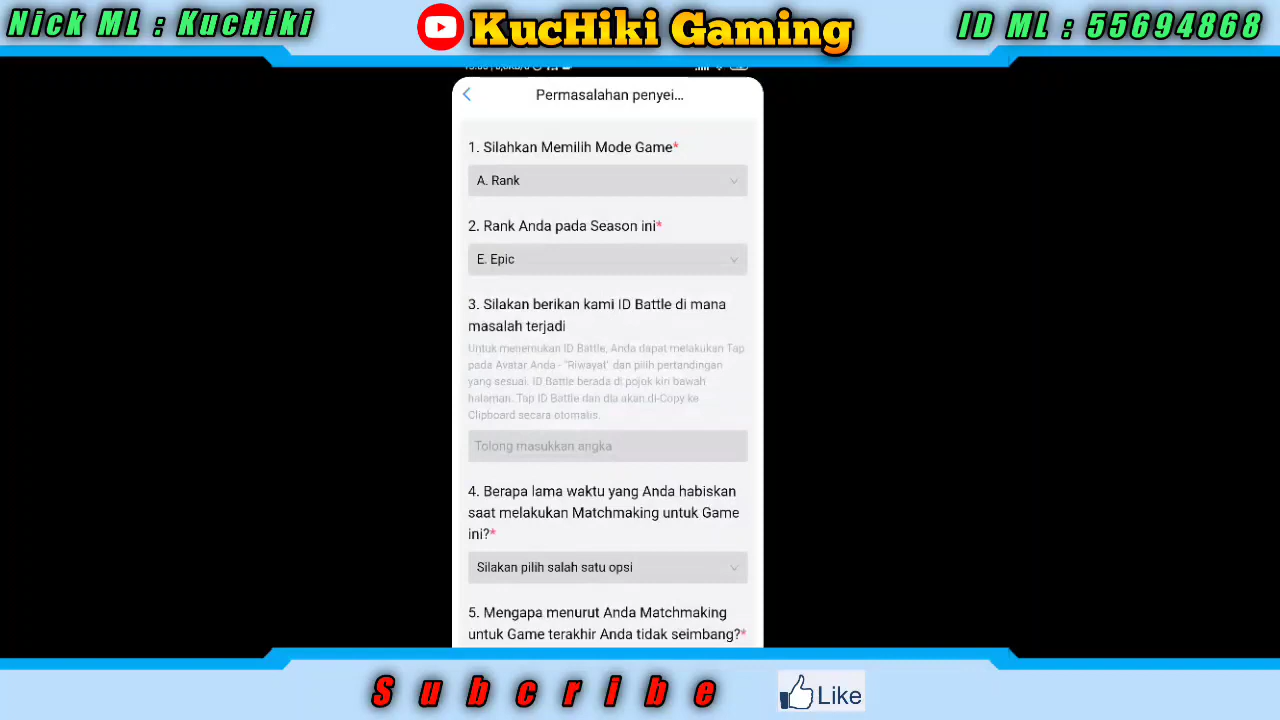 Nick ML : KucHiki
KucHiki Gaming
ID ML : 55694868
Permasalahan penyei...
1. Silahkan Memilih Mode Game*
A. Rank
2. Rank Anda pada Season ini*
E. Epic
3. Silakan berikan kami ID Battle di mana
masalah terjadi
Untuk menemukan ID Battle, Anda dapat melakukan Tap
pada Avatar Anda - "Riwayat" dan pilih pertandingan
yang sesuai. ID Battle berada di pojok kiri bawah
halaman. Tap ID Battle dan dia akan di-Copy ke
Clipboard secara otomatis.
Tolong masukkan angka
4. Berapa lama waktu yang Anda habiskan
saat melakukan Matchmaking untuk Game
ini?*
Silakan pilih salah satu opsi
5. Mengapa menurut Anda Matchmaking
untuk Game terakhir Anda tidak seimbang?*
Subcribe
Like